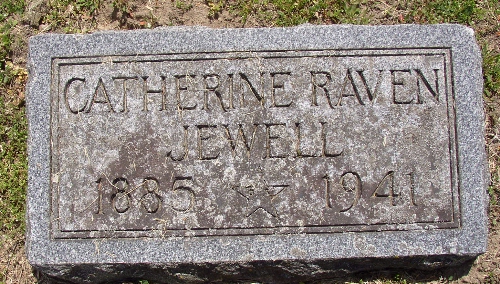 CATHERINE RAVEN
JEWELL
1885 1941